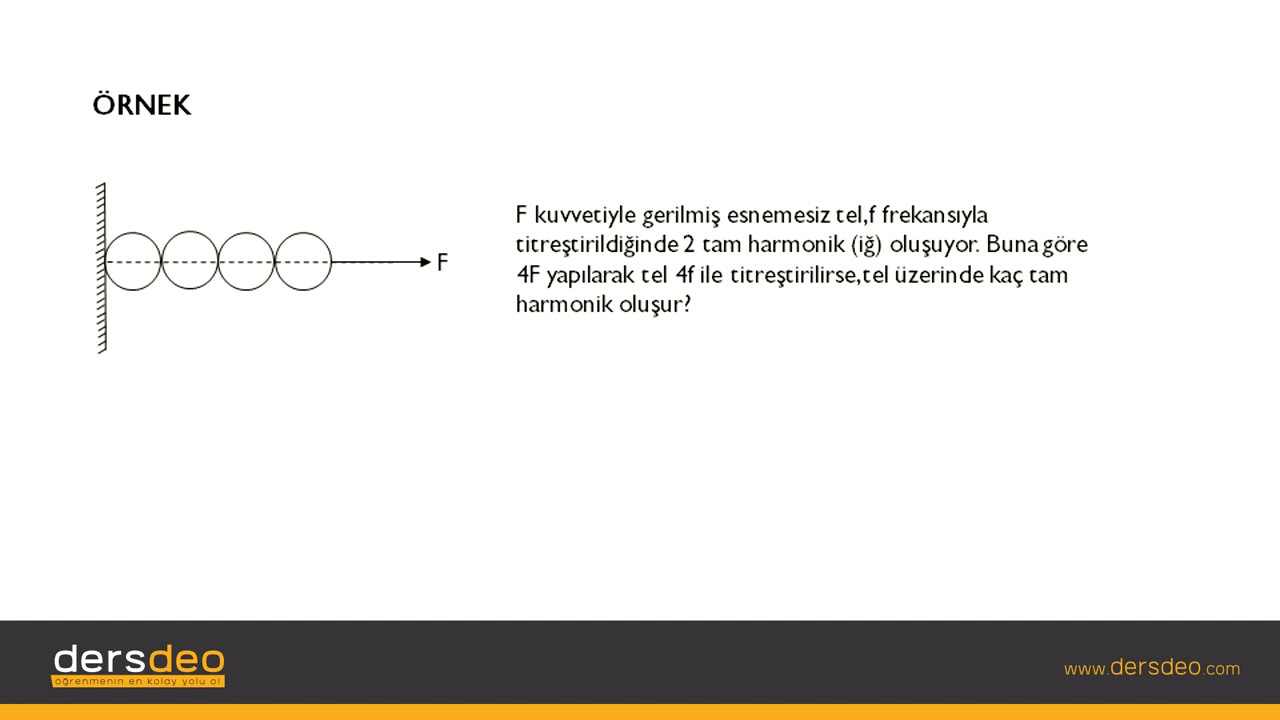 ÖRNEK
F
F kuvvetiyle gerilmiş esnemesiz tel,f frekansıyla
titreştirildiğinde 2 tam harmonik (iğ) oluşuyor. Buna göre
4F yapılarak tel 4f ile titreştirilirse,tel üzerinde kaç tam
harmonik oluşur?
dersdeo
öğrenmenin en kolay yolu o!
www.dersdeo.com